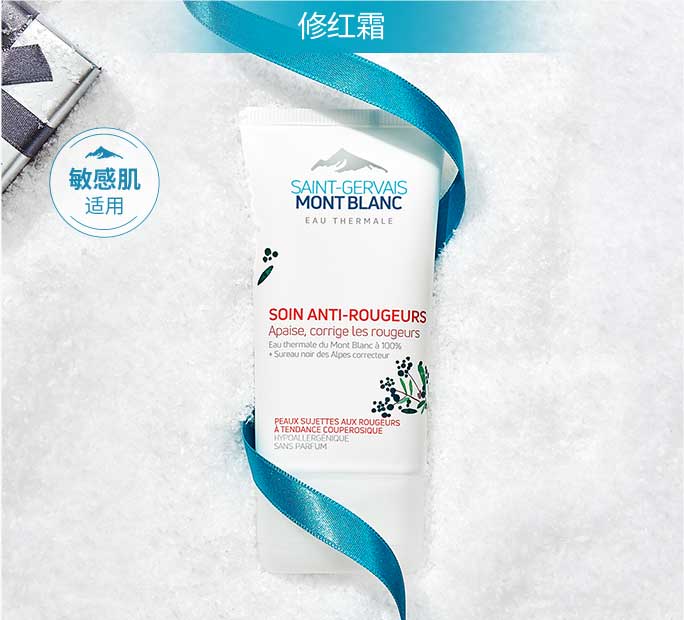 修红霜
敏感肌
适用
SAINT-GERVAIS
MONT BLANC
EAU THERMALE
SOIN ANTI-ROUGEURS
Apaise, corrige les rougeurs
Eau thermale du Mont Blanc à 100%
+ Sureau noir des Alpes correcteur
PEAUX SUJETTES AUX ROUGEURS
À TENDANCE COUPEROSIQUE
HYPOALLERGÉNIQUE
SANS PARFUM